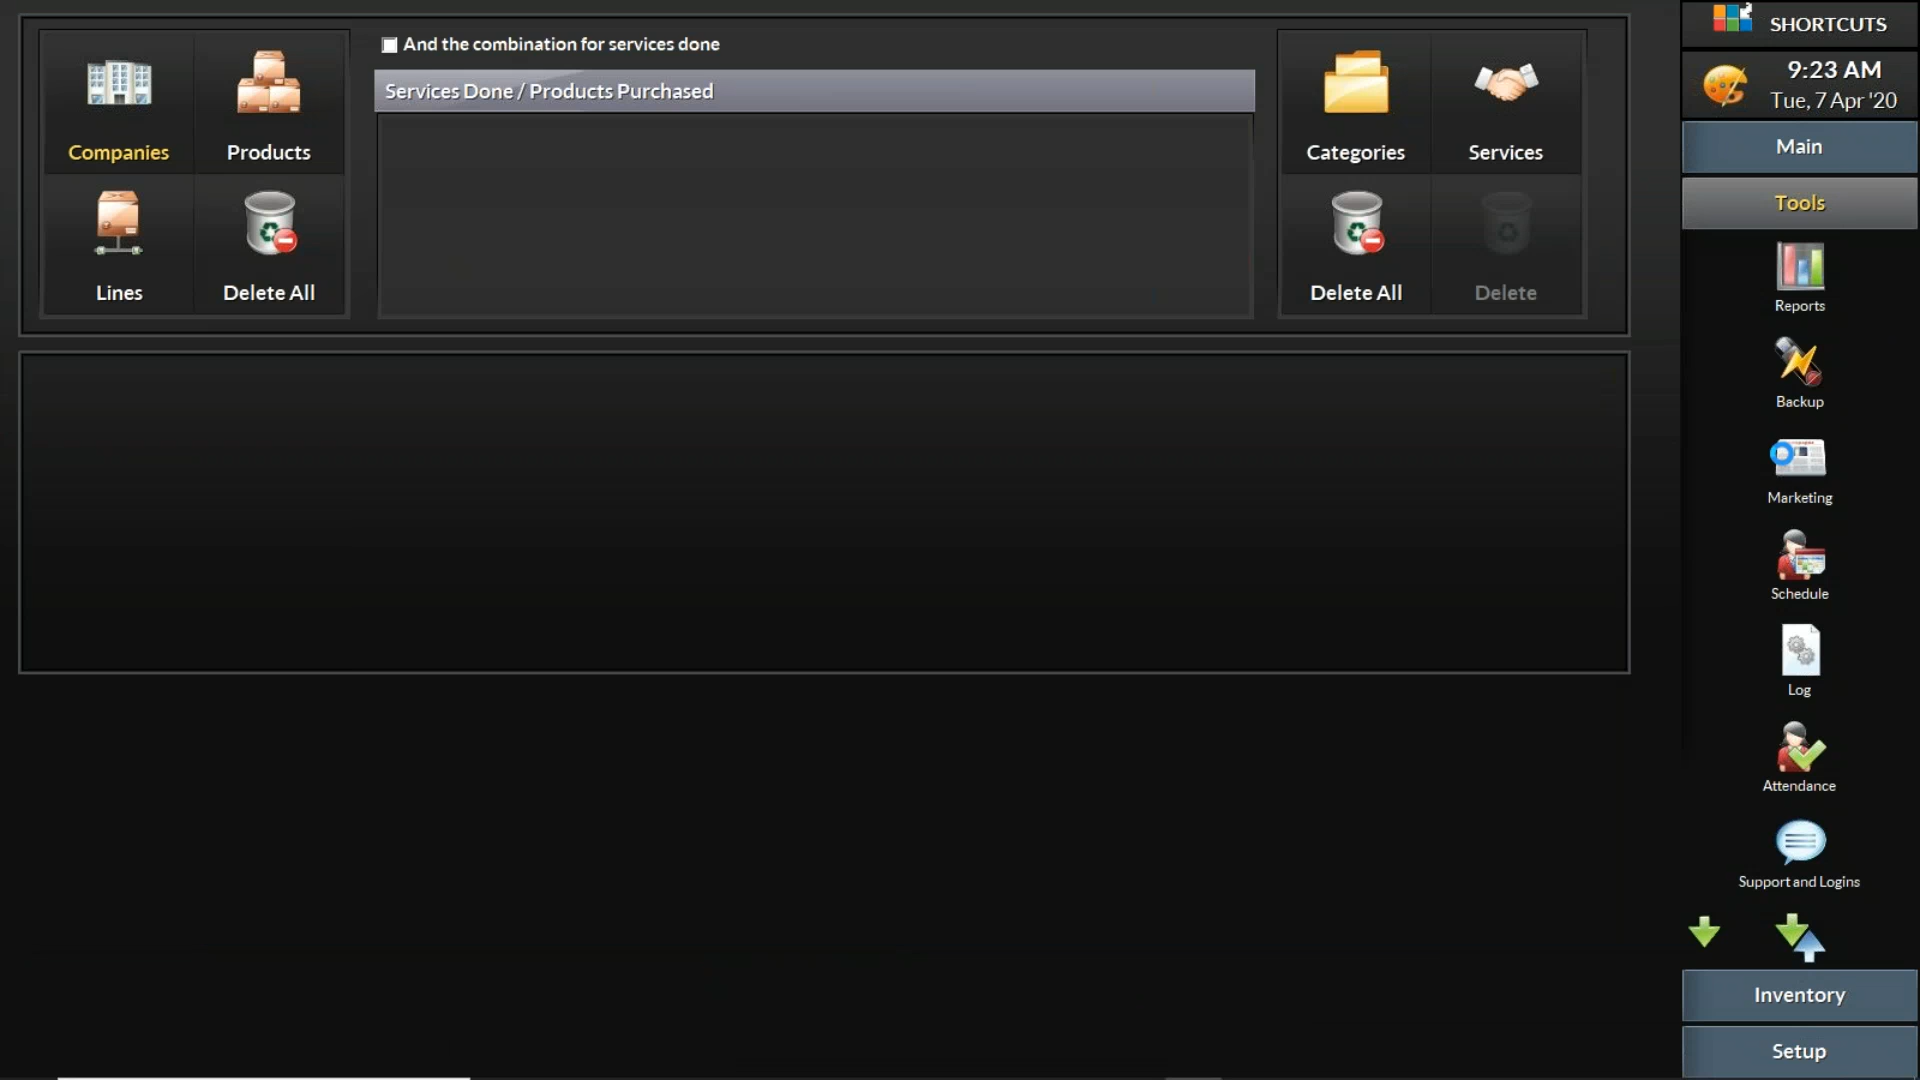 And the combination for services done
Services Done / Products Purchased
Companies
Products
Lines
Delete All
Categories
Services
Delete All
Delete
SHORTCUTS
9:23 AM
Tue, 7 Apr '20
Main
Tools
Reports
Backup
Marketing
Schedule
Log
Attendance
Support and Logins
Inventory
Setup